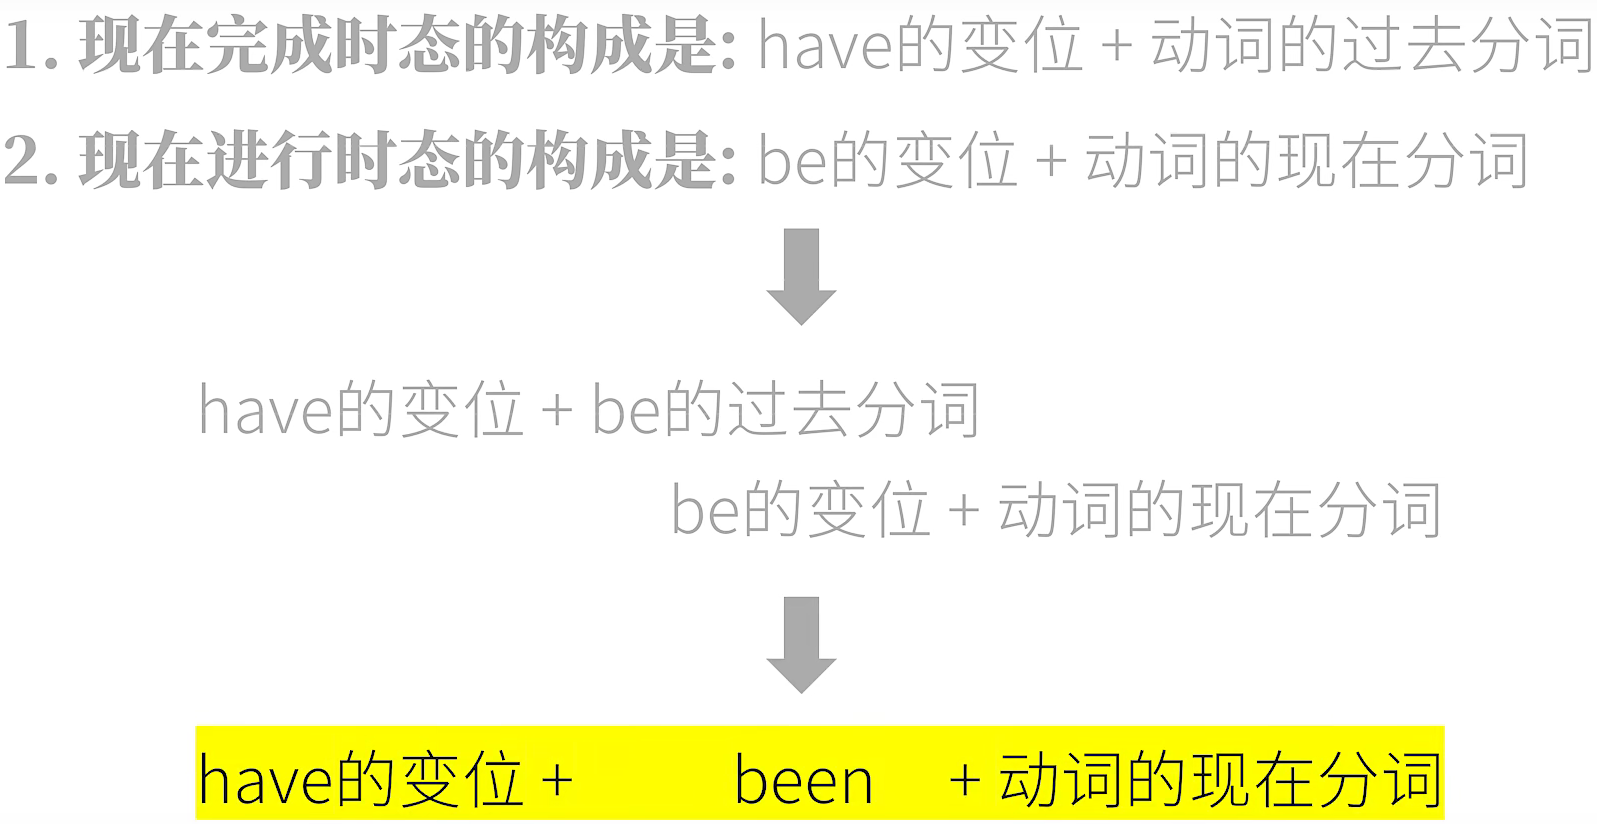 1. 现在完成时态的构成是: have的变位 + 动词的过去分词
2. 现在进行时态的构成是: be的变位 + 动词的现在分词
have的变位 + be的过去分词
be的变位 + 动词的现在分词
have的变位 + been + 动词的现在分词